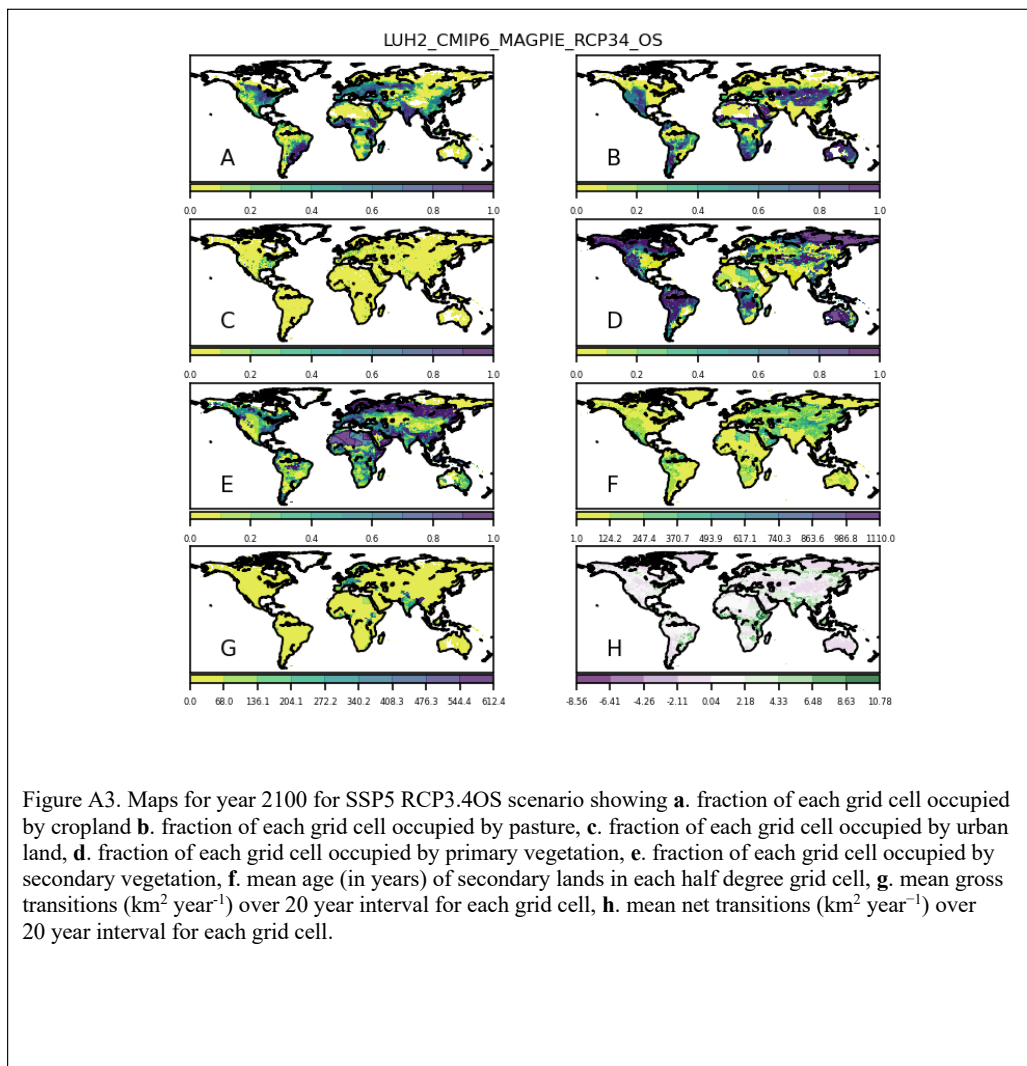 LUH2_CMIP6_MAGPIE_RCP34_OS
A B
0.0 0.2 0.4 0.6 0.8 1.0 0.0 0.2 0.4 0.6 0.8 1.0
C D
0.0 0.2 0.4 0.6 0.8 1.0 0.0 0.2 0.4 0.6 0.8 1.0
E F
0.0 0.2 0.4 0.6 0.8 1.0 1.0 124.2 247.4 370.7 493.9 617.1 740.3 863.6 986.8 1110.0
G H
0.0 68.0 136.1 204.1 272.2 340.2 408.3 476.3 544.4 612.4 -8.56 -6.41 -4.26 -2.11 0.04 2.18 4.33 6.48 8.63 10.78
Figure A3. Maps for year 2100 for SSP5 RCP3.4OS scenario showing a. fraction of each grid cell occupied
by cropland b. fraction of each grid cell occupied by pasture, c. fraction of each grid cell occupied by urban
land, d. fraction of each grid cell occupied by primary vegetation, e. fraction of each grid cell occupied by
secondary vegetation, f. mean age (in years) of secondary lands in each half degree grid cell, g. mean gross
transitions (km² year⁻¹) over 20 year interval for each grid cell, h. mean net transitions (km² year⁻¹) over
20 year interval for each grid cell.